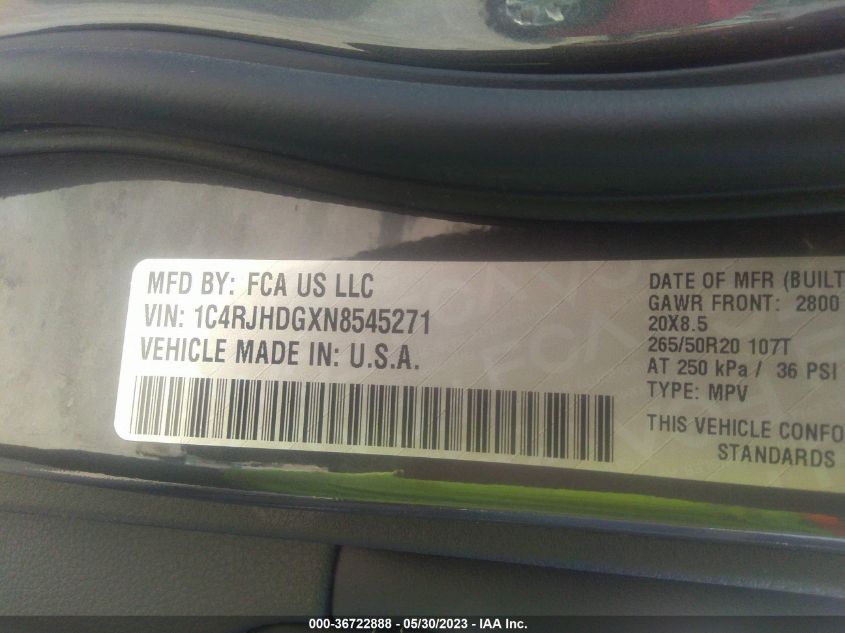 MFD BY: FCA US LLC
VIN: 1C4RJHDGXN8545271
VEHICLE MADE IN: U.S.A.
DATE OF MFR (BUILT
GAWR FRONT: 2800
20X8.5
265/50R20 107T
AT 250 kPa / 36 PSI
TYPE: MPV
THIS VEHICLE CONFO
STANDARDS
000-36722888 - 05/30/2023 - IAA Inc.